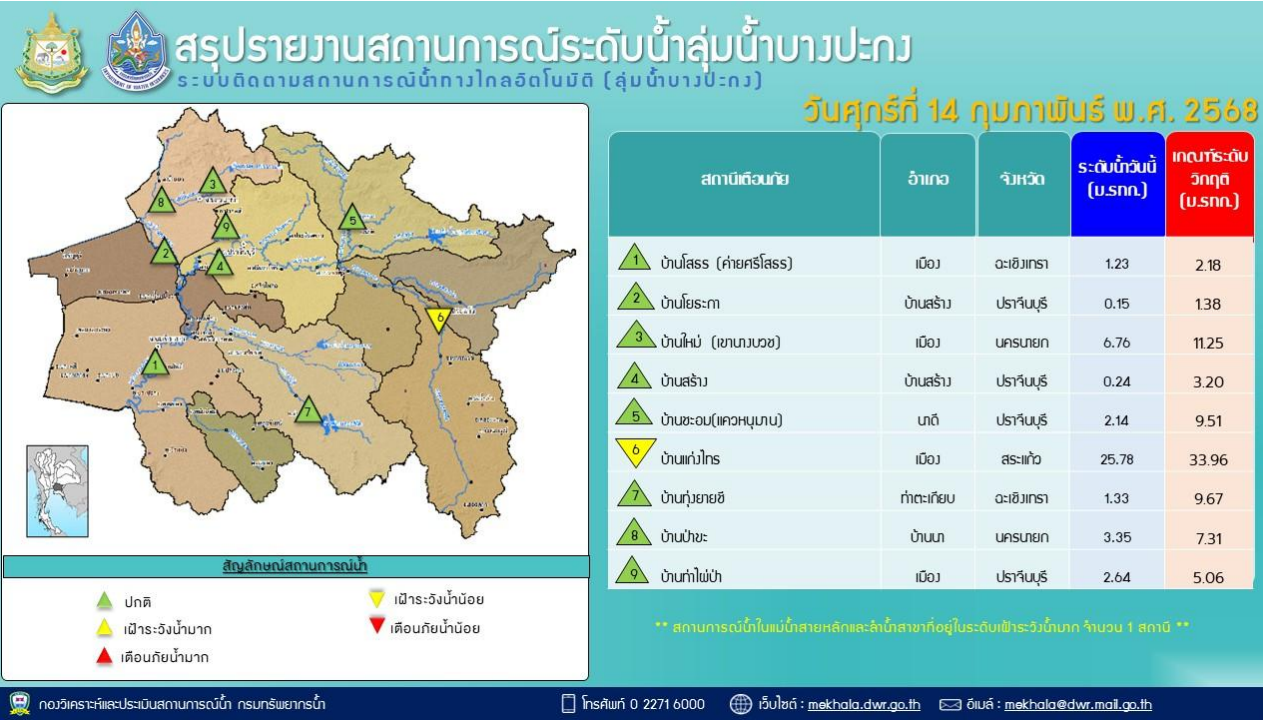 สรุปรายงานสถานการณ์ระดับน้ำลุ่มน้ำบางปะกง
ระบบติดตามสถานการณ์น้ำทางไกลอัตโนมัติ (ลุ่มน้ำบางปะกง)
วันศุกร์ที่ 14 กุมภาพันธ์ พ.ศ. 2568
3
8
9
5
2
4
6
1
7
สถานีเตือนภัย อำเภอ จังหวัด ระดับน้ำวันนี้ (ม.รทก.) เกณฑ์ระดับวิกฤติ (ม.รทก.)
1 บ้านโสธร (ค่ายศรีโสธร) เมือง ฉะเชิงเทรา 1.23 2.18
2 บ้านโยธะกา บ้านสร้าง ปราจีนบุรี 0.15 1.38
3 บ้านใหม่ (เขานางบวช) เมือง นครนายก 6.76 11.25
4 บ้านสร้าง บ้านสร้าง ปราจีนบุรี 0.24 3.20
5 บ้านขะอม(แควหนุมาน) นาดี ปราจีนบุรี 2.14 9.51
6 บ้านแก่งไทร เมือง สระแก้ว 25.78 33.96
7 บ้านทุ่งยายชี ท่าตะเกียบ ฉะเชิงเทรา 1.33 9.67
8 บ้านป่าขะ บ้านนา นครนายก 3.35 7.31
9 บ้านท่าไผ่ป่า เมือง ปราจีนบุรี 2.64 5.06
สัญลักษณ์สถานการณ์น้ำ
ปกติ
เฝ้าระวังน้ำมาก
เตือนภัยน้ำมาก
เฝ้าระวังน้ำน้อย
เตือนภัยน้ำน้อย
** สถานการณ์น้ำในแม่น้ำสายหลักและลำน้ำสาขาที่อยู่ในระดับเฝ้าระวังน้ำมาก จำนวน 1 สถานี **
กองวิเคราะห์และประเมินสถานการณ์น้ำ กรมทรัพยากรน้ำ
โทรศัพท์ 0 2271 6000
เว็บไซต์ : mekhala.dwr.go.th
อีเมล์ : mekhala@dwr.mail.go.th